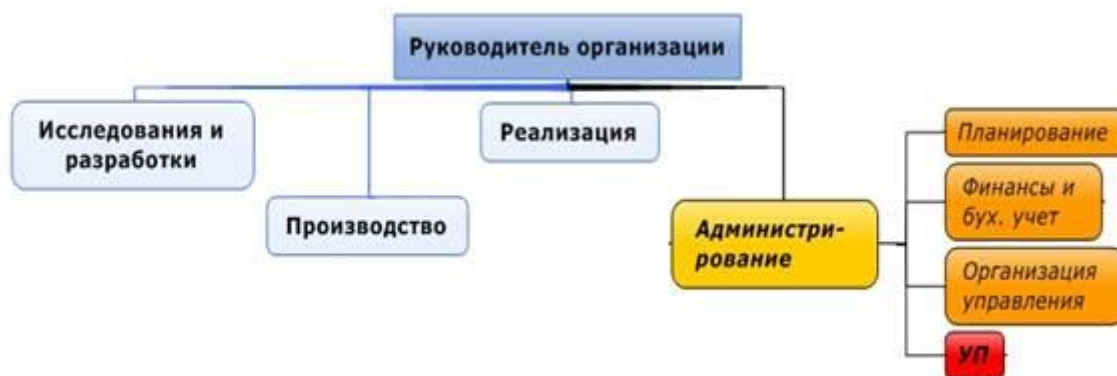 Руководитель организации
Исследования и
разработки
Реализация
Производство
Администри-
рование
Планирование
Финансы и
бух. учет
Организация
управления
УП